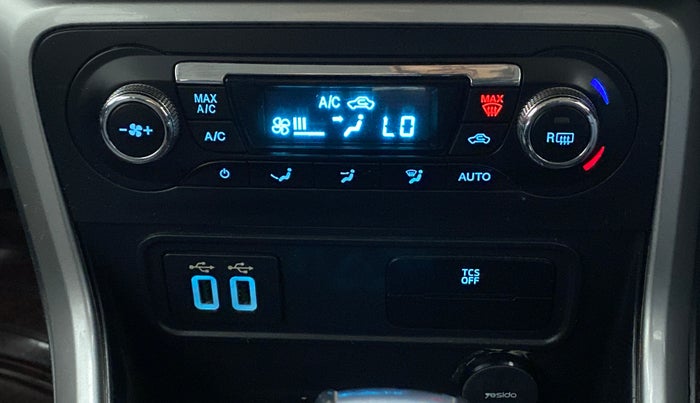 MAX
A/C
A/C
A/C
LO
MAX
R
AUTO
TCS
OFF
yesido